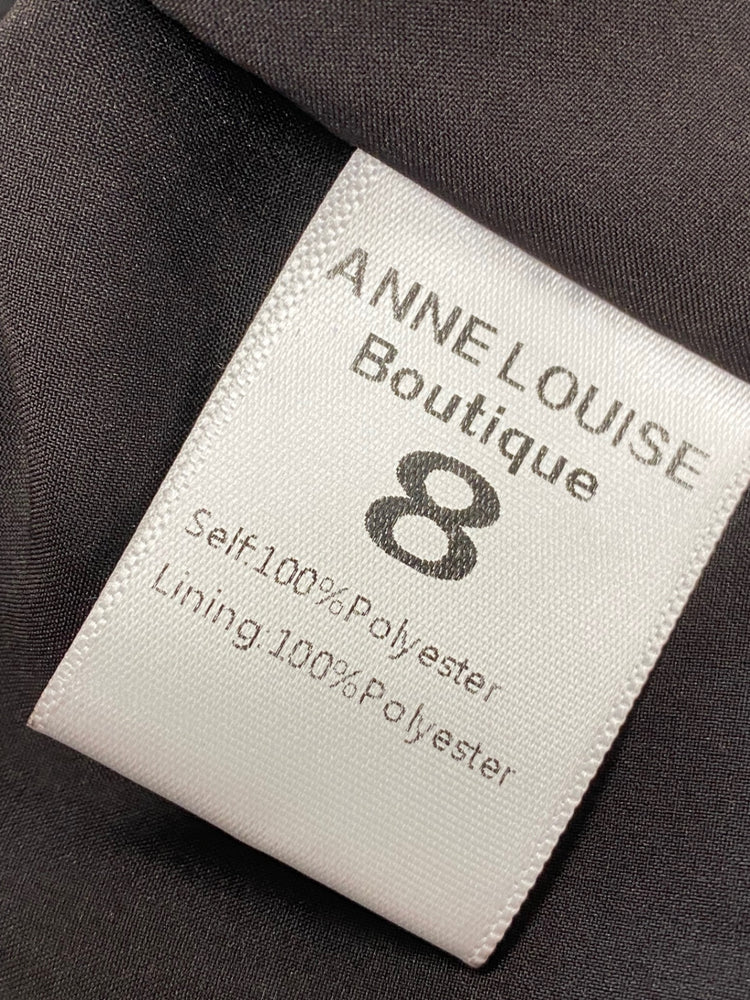 ANNE LOUISE
Boutique
8
Self:100%Polyester
Lining:100%Polyester